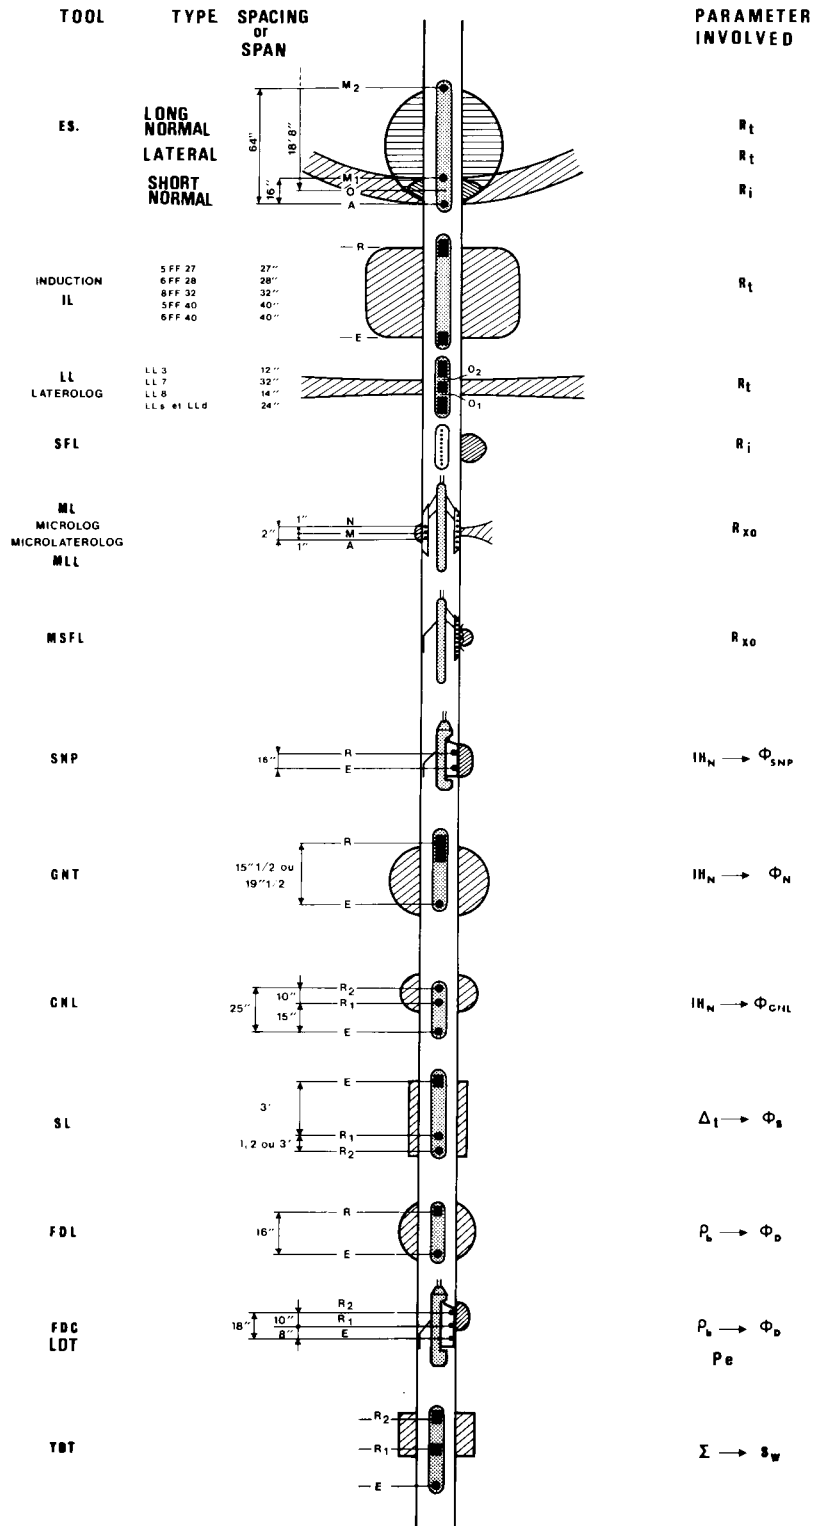 TOOL TYPE SPACING PARAMETER
or INVOLVED
SPAN
M2
ES. LONG NORMAL 64" 18'8" Rt
LATERAL Rt
M1
SHORT NORMAL 16" O Ri
A
R
5 FF 27 27"
INDUCTION 6 FF 28 28" Rt
IL 8 FF 32 32"
5 FF 40 40"
6 FF 40 40"
E
LL LL 3 12" O2
LATEROLOG LL 7 32" Rt
LL 8 14" O1
LLs et LLd 24"
SFL Ri
ML 1" N
MICROLOG 2" M Rxo
MICROLATEROLOG 1" A
MLL
MSFL Rxo
SNP 16" R IHN → ΦSNP
E
R
GNT 15"1/2 ou IHN → ΦN
19"1/2 E
R2
CNL 25" 10" R1 IHN → ΦCNL
15" E
E
SL 3' Δt → Φs
R1
1, 2 ou 3' R2
R
FDL 16" ρb → ΦD
E
R2
FDC 18" 10" R1 ρb → ΦD
LDT 8" E Pe
R2
TDT R1 Σ → Sw
E